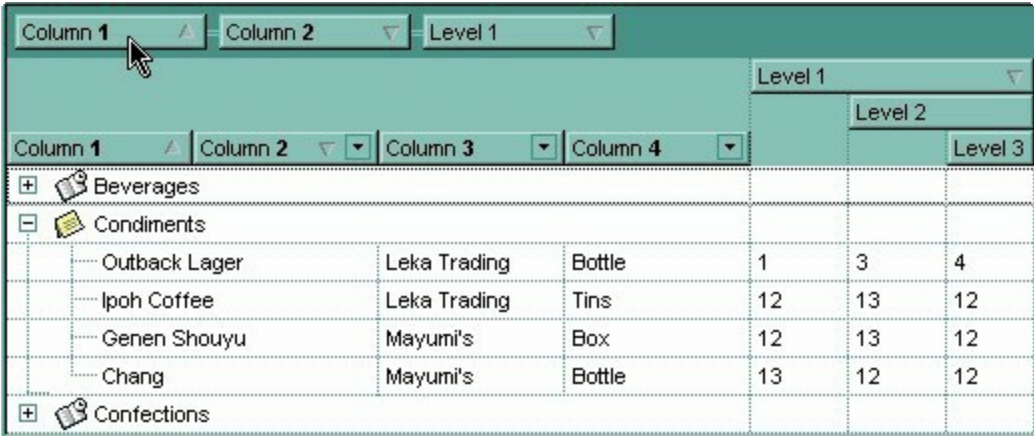 Column 1 Column 2 Level 1
Level 1
Level 2
Column 1 Column 2 Column 3 Column 4 Level 3
Beverages
Condiments
Outback Lager Leka Trading Bottle 1 3 4
Ipoh Coffee Leka Trading Tins 12 13 12
Genen Shouyu Mayumi's Box 12 13 12
Chang Mayumi's Bottle 13 12 12
Confections